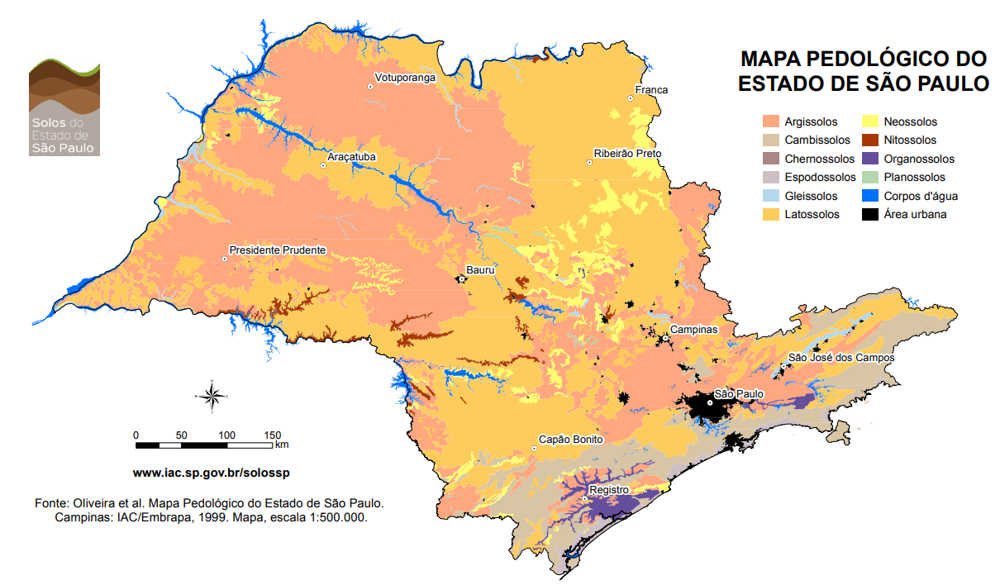 MAPA PEDOLÓGICO DO
ESTADO DE SÃO PAULO
Solos do
Estado de
São Paulo
Argissolos
Cambissolos
Chernossolos
Espodossolos
Gleissolos
Latossolos
Neossolos
Nitossolos
Organossolos
Planossolos
Corpos d'água
Área urbana
Votuporanga
Franca
Araçatuba
Ribeirão Preto
Presidente Prudente
Bauru
Campinas
São José dos Campos
São Paulo
Capão Bonito
Registro
N
W
E
S
0 50 100 150
km
www.iac.sp.gov.br/solossp
Fonte: Oliveira et al. Mapa Pedológico do Estado de São Paulo.
Campinas: IAC/Embrapa, 1999. Mapa, escala 1:500.000.